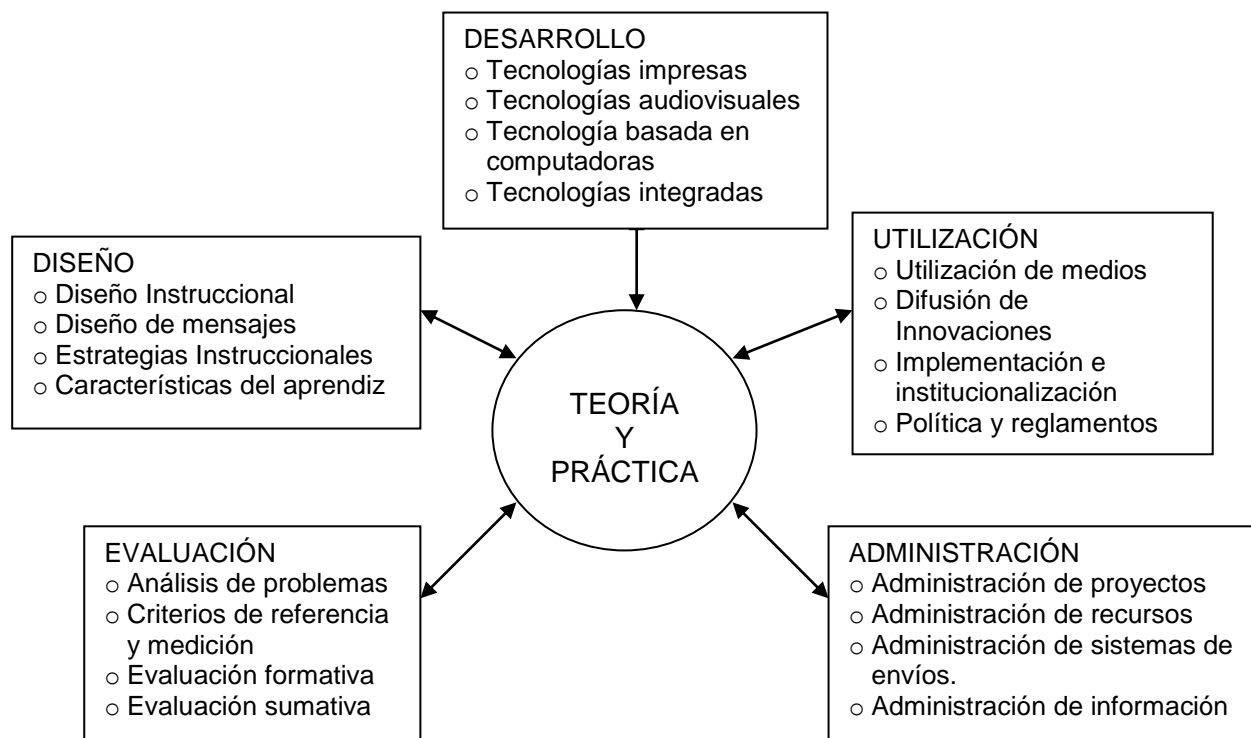 DESARROLLO
o Tecnologías impresas
o Tecnologías audiovisuales
o Tecnología basada en
computadoras
o Tecnologías integradas
DISEÑO
o Diseño Instruccional
o Diseño de mensajes
o Estrategias Instruccionales
o Características del aprendiz
UTILIZACIÓN
o Utilización de medios
o Difusión de
Innovaciones
o Implementación e
institucionalización
o Política y reglamentos
TEORÍA
Y
PRÁCTICA
EVALUACIÓN
o Análisis de problemas
o Criterios de referencia
y medición
o Evaluación formativa
o Evaluación sumativa
ADMINISTRACIÓN
o Administración de proyectos
o Administración de recursos
o Administración de sistemas de
envíos.
o Administración de información